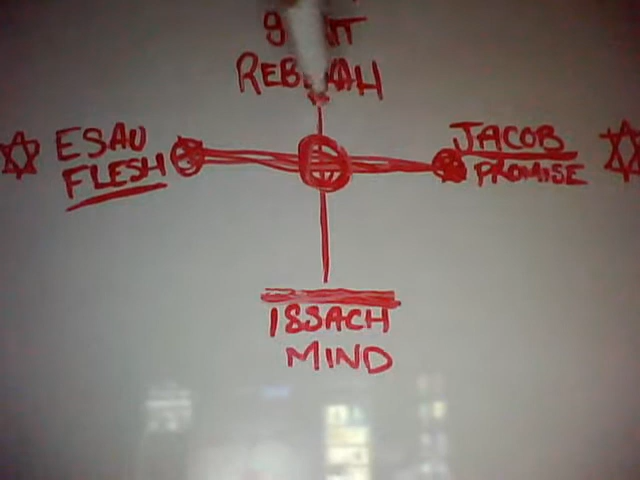 ESAU
FLESH
JACOB
PROMISE
ISSACH
MIND